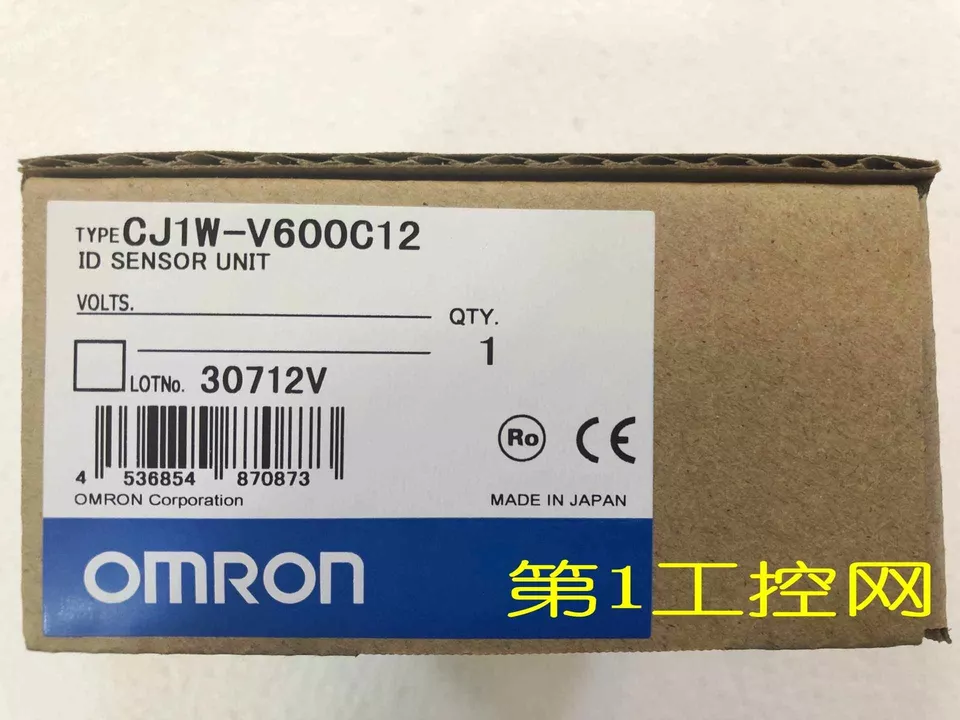 TYPE CJ1W-V600C12
ID SENSOR UNIT
VOLTS.
QTY.
1
LOTNo. 30712V
Ro CE
4 536854 870873
OMRON Corporation
MADE IN JAPAN
OMRON
第1工控网